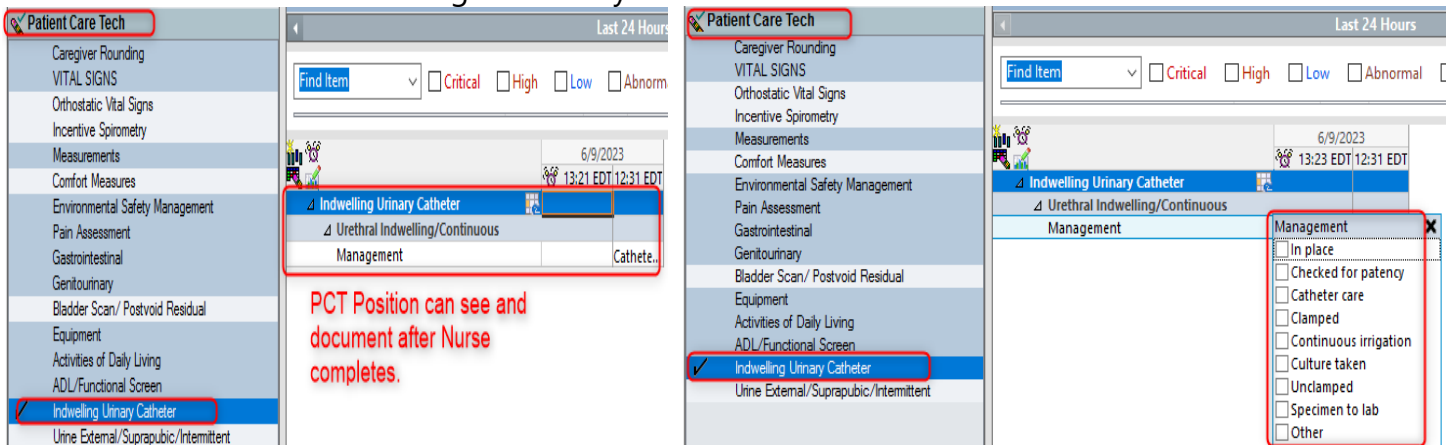 Patient Care Tech
Caregiver Rounding
VITAL SIGNS
Orthostatic Vital Signs
Incentive Spirometry
Measurements
Comfort Measures
Environmental Safety Management
Pain Assessment
Gastrointestinal
Genitourinary
Bladder Scan/ Postvoid Residual
Equipment
Activities of Daily Living
ADL/Functional Screen
Indwelling Urinary Catheter
Urine External/Suprapubic/Intermittent
Last 24 Hours
Find Item Critical High Low Abnorm
6/9/2023
13:21 EDT 12:31 EDT
Indwelling Urinary Catheter
Urethral Indwelling/Continuous
Management Cathete..
PCT Position can see and
document after Nurse
completes.
Patient Care Tech
Caregiver Rounding
VITAL SIGNS
Orthostatic Vital Signs
Incentive Spirometry
Measurements
Comfort Measures
Environmental Safety Management
Pain Assessment
Gastrointestinal
Genitourinary
Bladder Scan/ Postvoid Residual
Equipment
Activities of Daily Living
ADL/Functional Screen
Indwelling Urinary Catheter
Urine External/Suprapubic/Intermittent
Last 24 Hours
Find Item Critical High Low Abnormal
6/9/2023
13:23 EDT 12:31 EDT
Indwelling Urinary Catheter
Urethral Indwelling/Continuous
Management
Management
In place
Checked for patency
Catheter care
Clamped
Continuous irrigation
Culture taken
Unclamped
Specimen to lab
Other